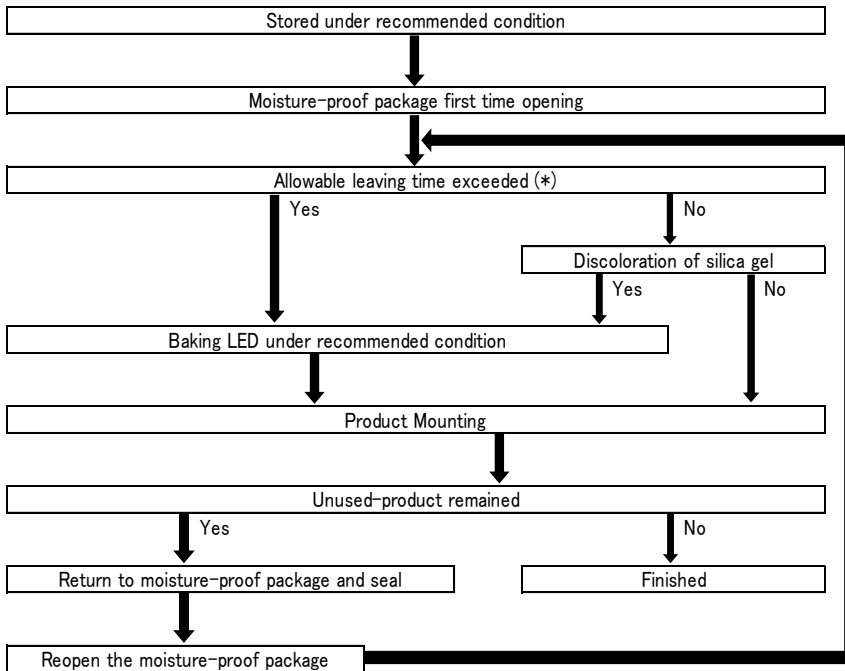 Stored under recommended condition
Moisture-proof package first time opening
Allowable leaving time exceeded (*)
Yes
No
Discoloration of silica gel
Yes
No
Baking LED under recommended condition
Product Mounting
Unused-product remained
Yes
No
Return to moisture-proof package and seal
Finished
Reopen the moisture-proof package